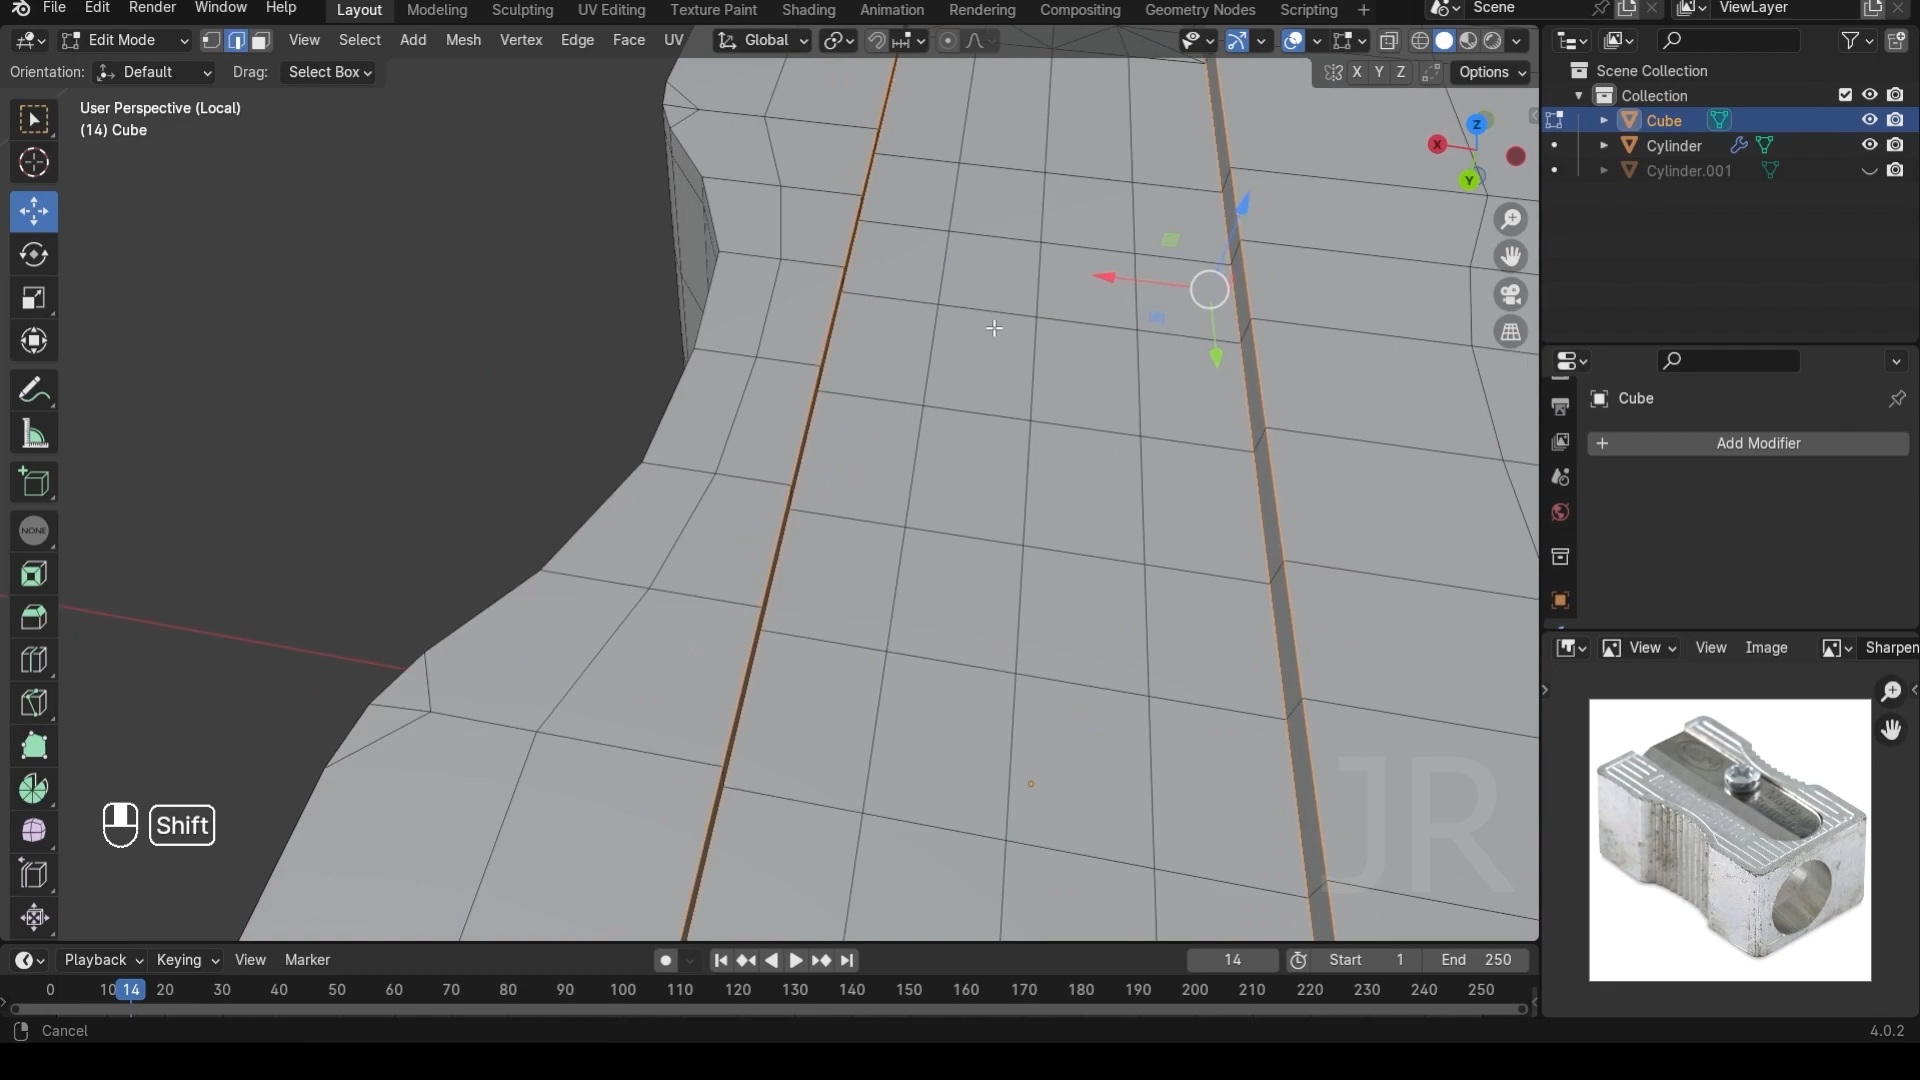 File Edit Render Window Help Layout Modeling Sculpting UV Editing Texture Paint Shading Animation Rendering Compositing Geometry Nodes Scripting Scene ViewLayer
Edit Mode View Select Add Mesh Vertex Edge Face UV Global
Orientation: Default Drag: Select Box X Y Z Options
User Perspective (Local)
(14) Cube
Z
X
Y
NONE
Shift
JR
Scene Collection
Collection
Cube
Cylinder
Cylinder.001
Cube
Add Modifier
View View Image Sharpen
Playback Keying View Marker 14 Start 1 End 250
0 10 14 20 30 40 50 60 70 80 90 100 110 120 130 140 150 160 170 180 190 200 210 220 230 240 250
Cancel 4.0.2